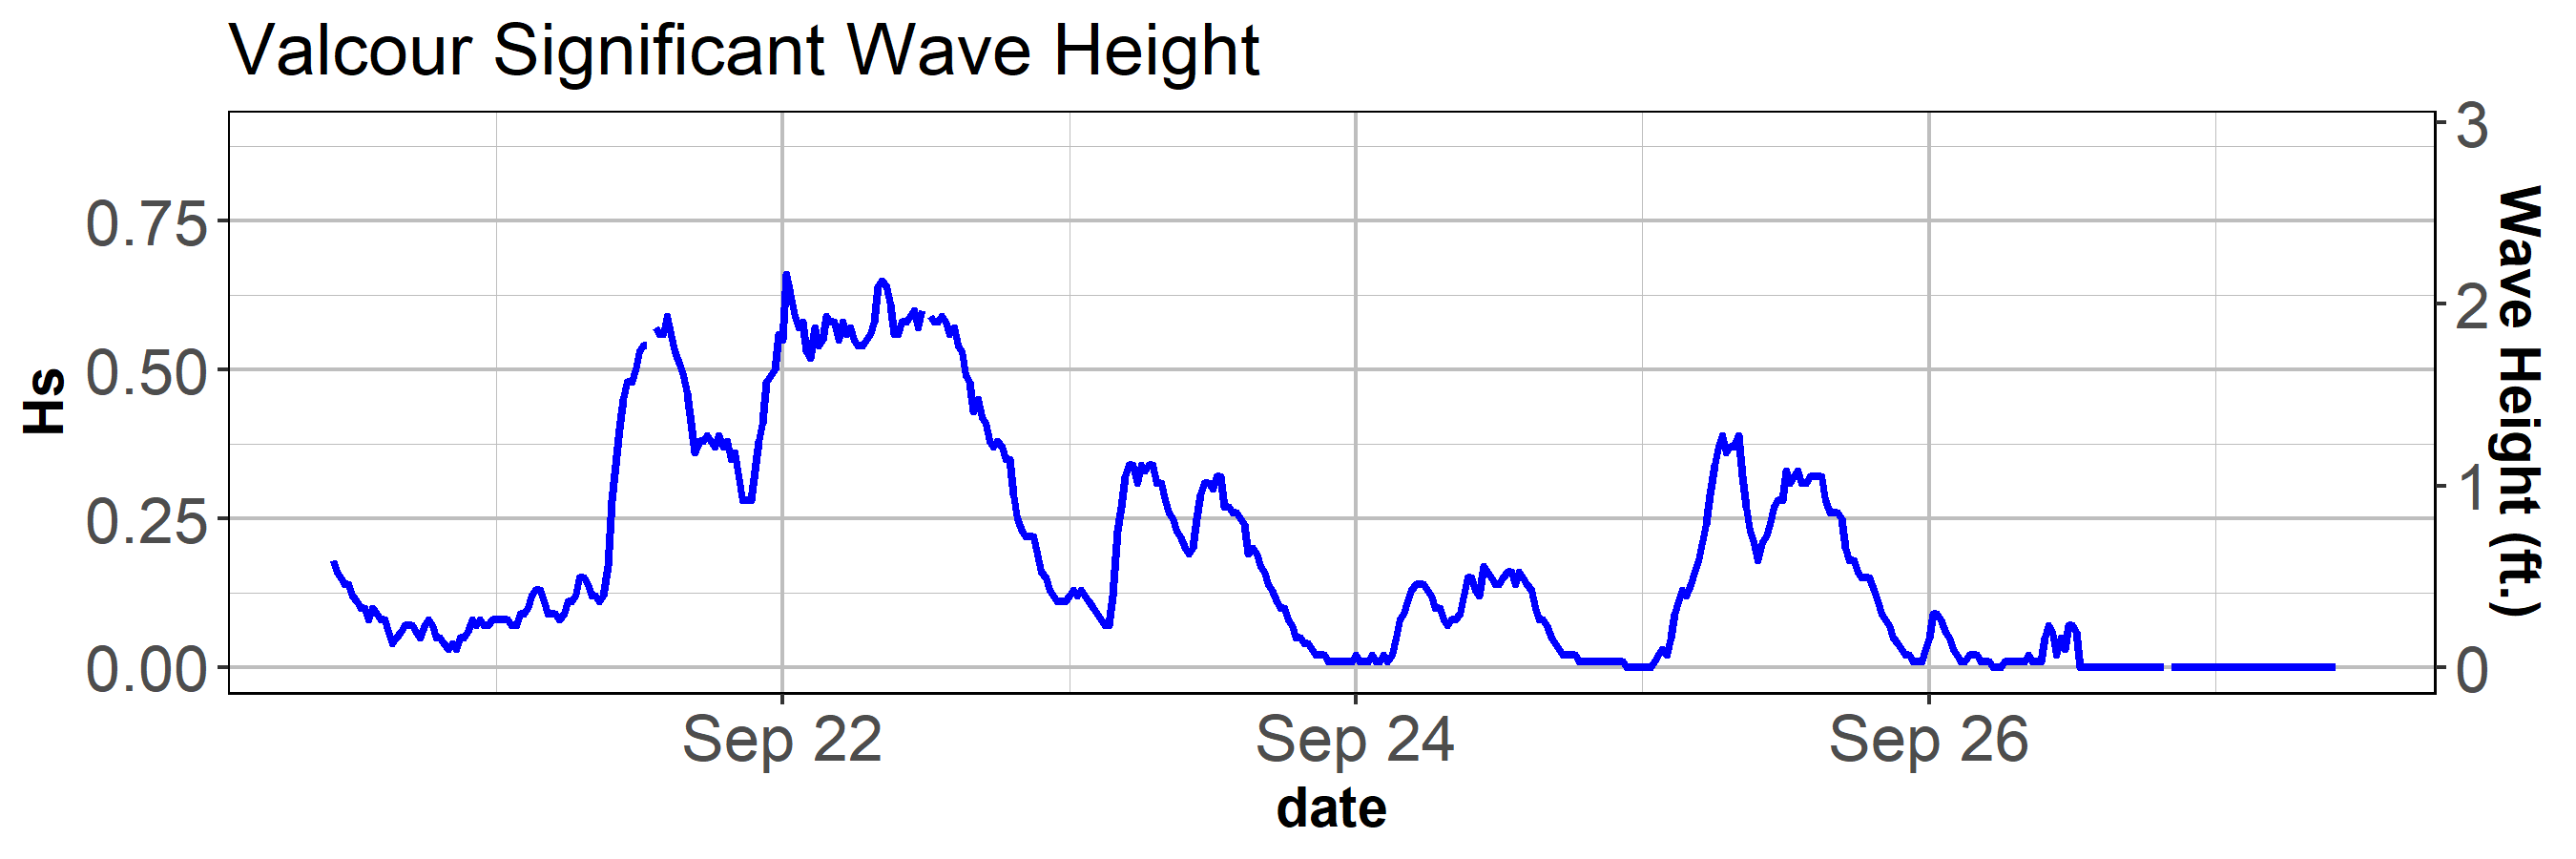 Valcour Significant Wave Height
Hs
0.75
0.50
0.25
0.00
3
2
1
0
Wave Height (ft.)
Sep 22
Sep 24
Sep 26
date